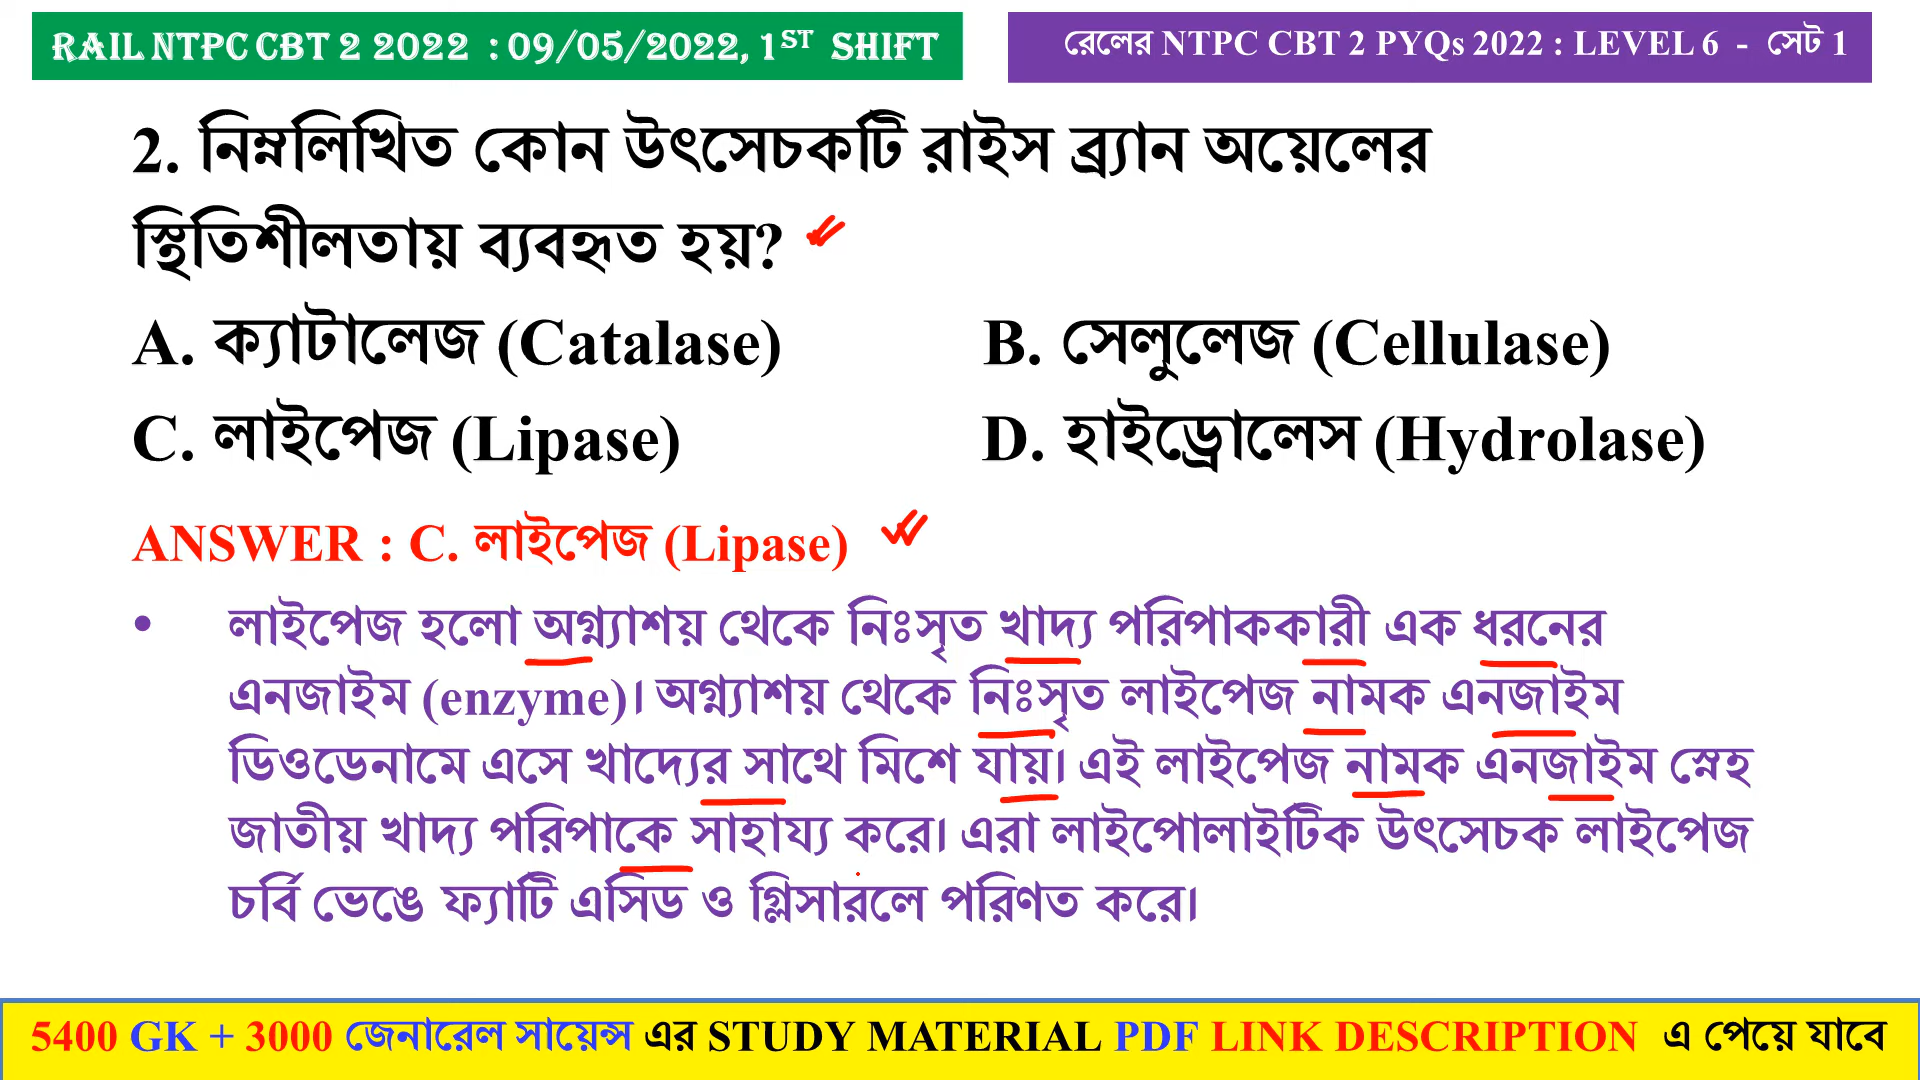 RAIL NTPC CBT 2 2022 : 09/05/2022, 1ST SHIFT
রেলের NTPC CBT 2 PYQs 2022 : LEVEL 6 - সেট 1
2. নিম্নলিখিত কোন উৎসেচকটি রাইস ব্র্যান অয়েলের
স্থিতিশীলতায় ব্যবহৃত হয়?
A. ক্যাটালেজ (Catalase) B. সেলুলেজ (Cellulase)
C. লাইপেজ (Lipase) D. হাইড্রোলেস (Hydrolase)
ANSWER : C. লাইপেজ (Lipase)
• লাইপেজ হলো অগ্ন্যাশয় থেকে নিঃসৃত খাদ্য পরিপাককারী এক ধরনের
এনজাইম (enzyme)। অগ্ন্যাশয় থেকে নিঃসৃত লাইপেজ নামক এনজাইম
ডিওডেনামে এসে খাদ্যের সাথে মিশে যায়। এই লাইপেজ নামক এনজাইম স্নেহ
জাতীয় খাদ্য পরিপাকে সাহায্য করে। এরা লাইপোলাইটিক উৎসেচক লাইপেজ
চর্বি ভেঙে ফ্যাটি এসিড ও গ্লিসারলে পরিণত করে।
5400 GK + 3000 জেনারেল সায়েন্স এর STUDY MATERIAL PDF LINK DESCRIPTION এ পেয়ে যাবে